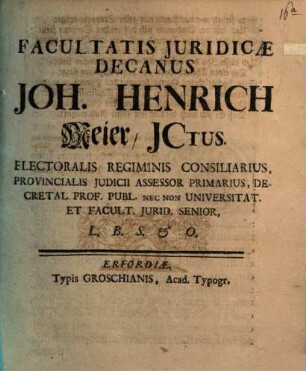 16a
FACULTATIS JURIDICÆ
DECANUS
JOH. HENRICH
Meier/ JCTUS.
ELECTORALIS REGIMINIS CONSILIARIUS,
PROVINCIALIS JUDICII ASSESSOR PRIMARIUS, DE-
CRETAL. PROF. PUBL. NEC NON UNIVERSITAT.
ET FACULT. JURID. SENIOR,
L. B. S. & O.
ERFORDIÆ,
Typis GROSCHIANIS, Acad. Typogr.